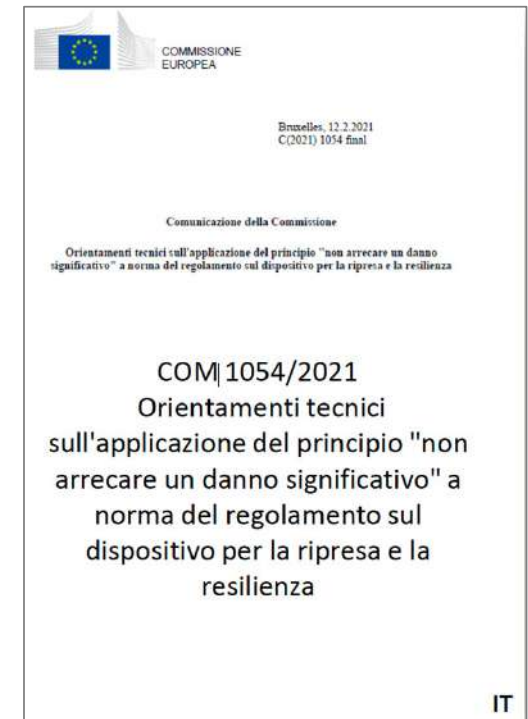 COMMISSIONE
EUROPEA
Bruxelles, 12.2.2021
C(2021) 1054 final
Comunicazione della Commissione
Orientamenti tecnici sull'applicazione del principio "non arrecare un danno
significativo" a norma del regolamento sul dispositivo per la ripresa e la resilienza
COM 1054/2021
Orientamenti tecnici
sull'applicazione del principio "non
arrecare un danno significativo" a
norma del regolamento sul
dispositivo per la ripresa e la
resilienza
IT